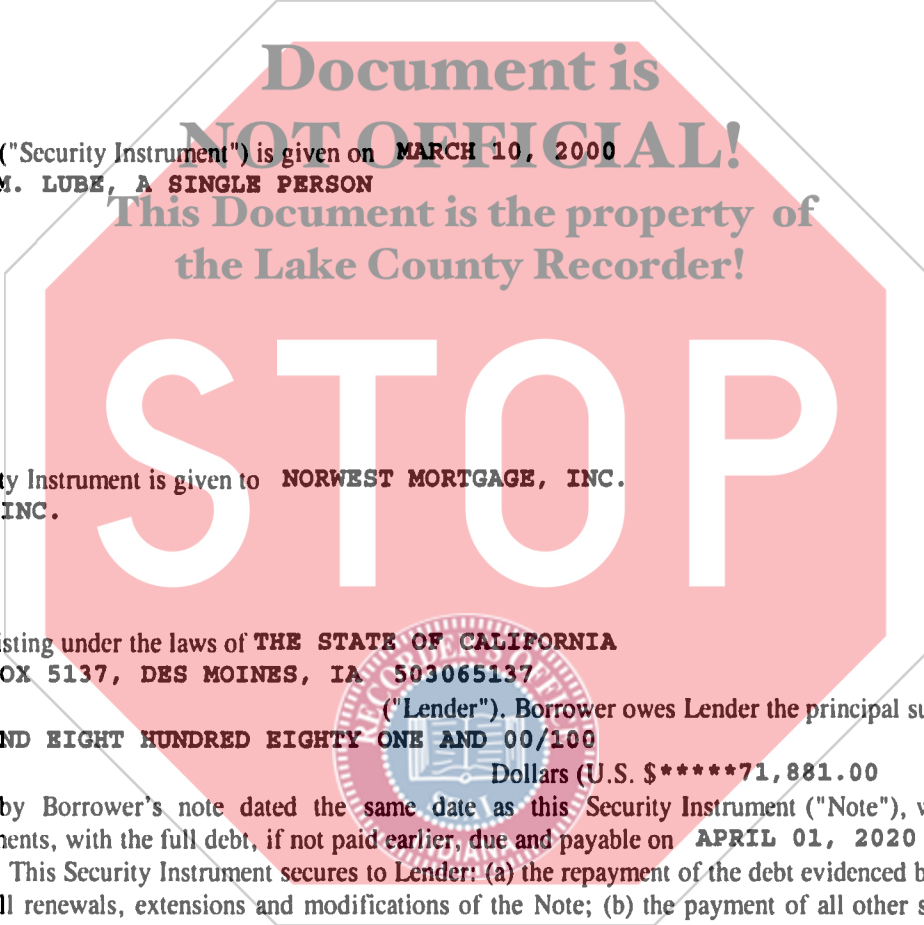 Document is
NOT OFFICIAL!
("Security Instrument") is given on MARCH 10, 2000
M. LUBE, A SINGLE PERSON
This Document is the property of
the Lake County Recorder!
STOP
ty Instrument is given to NORWEST MORTGAGE, INC.
INC.
isting under the laws of THE STATE OF CALIFORNIA
OX 5137, DES MOINES, IA 503065137
("Lender"). Borrower owes Lender the principal su
ND EIGHT HUNDRED EIGHTY ONE AND 00/100
Dollars (U.S. $*****71,881.00
by Borrower's note dated the same date as this Security Instrument ("Note"),
ents, with the full debt, if not paid earlier, due and payable on APRIL 01, 2020
This Security Instrument secures to Lender: (a) the repayment of the debt evidenced b
ll renewals, extensions and modifications of the Note; (b) the payment of all other s
RECORDER'S OFFICE
INDIANA